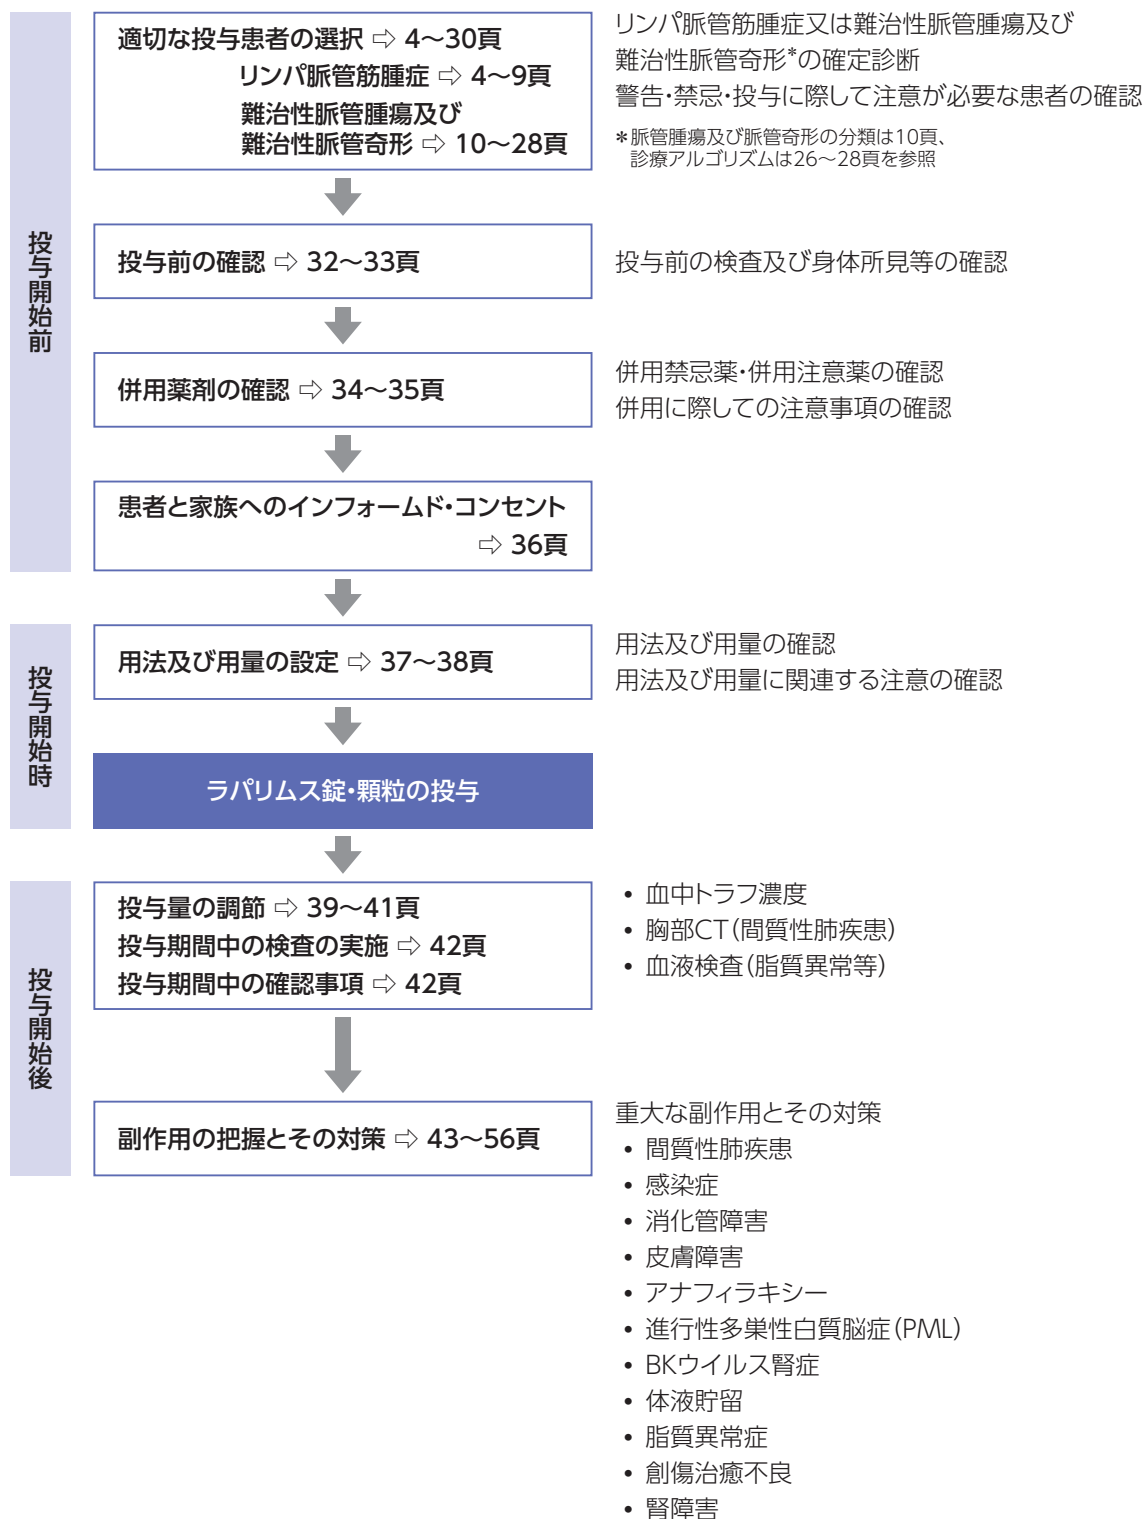 投与開始前
適切な投与患者の選択 ⇨ 4〜30頁
リンパ脈管筋腫症 ⇨ 4〜9頁
難治性脈管腫瘍及び
難治性脈管奇形 ⇨ 10〜28頁
リンパ脈管筋腫症又は難治性脈管腫瘍及び
難治性脈管奇形*の確定診断
警告・禁忌・投与に際して注意が必要な患者の確認
*脈管腫瘍及び脈管奇形の分類は10頁、
診療アルゴリズムは26〜28頁を参照
投与前の確認 ⇨ 32〜33頁
投与前の検査及び身体所見等の確認
併用薬剤の確認 ⇨ 34〜35頁
併用禁忌薬・併用注意薬の確認
併用に際しての注意事項の確認
患者と家族へのインフォームド・コンセント
⇨ 36頁
投与開始時
用法及び用量の設定 ⇨ 37〜38頁
用法及び用量の確認
用法及び用量に関連する注意の確認
ラパリムス錠・顆粒の投与
投与開始後
投与量の調節 ⇨ 39〜41頁
投与期間中の検査の実施 ⇨ 42頁
投与期間中の確認事項 ⇨ 42頁
• 血中トラフ濃度
• 胸部CT(間質性肺疾患)
• 血液検査(脂質異常等)
副作用の把握とその対策 ⇨ 43〜56頁
重大な副作用とその対策
• 間質性肺疾患
• 感染症
• 消化管障害
• 皮膚障害
• アナフィラキシー
• 進行性多巣性白質脳症(PML)
• BKウイルス腎症
• 体液貯留
• 脂質異常症
• 創傷治癒不良
• 腎障害